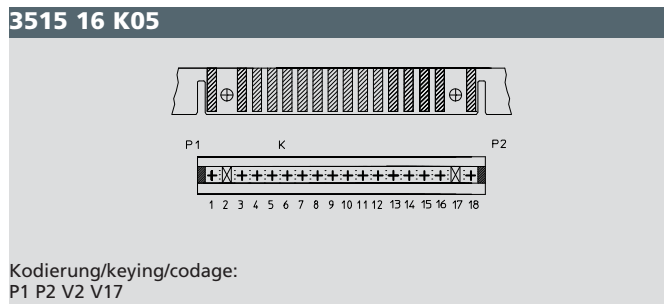 3515 16 K05
P1 K P2
1 2 3 4 5 6 7 8 9 10 11 12 13 14 15 16 17 18
Kodierung/keying/codage:
P1 P2 V2 V17